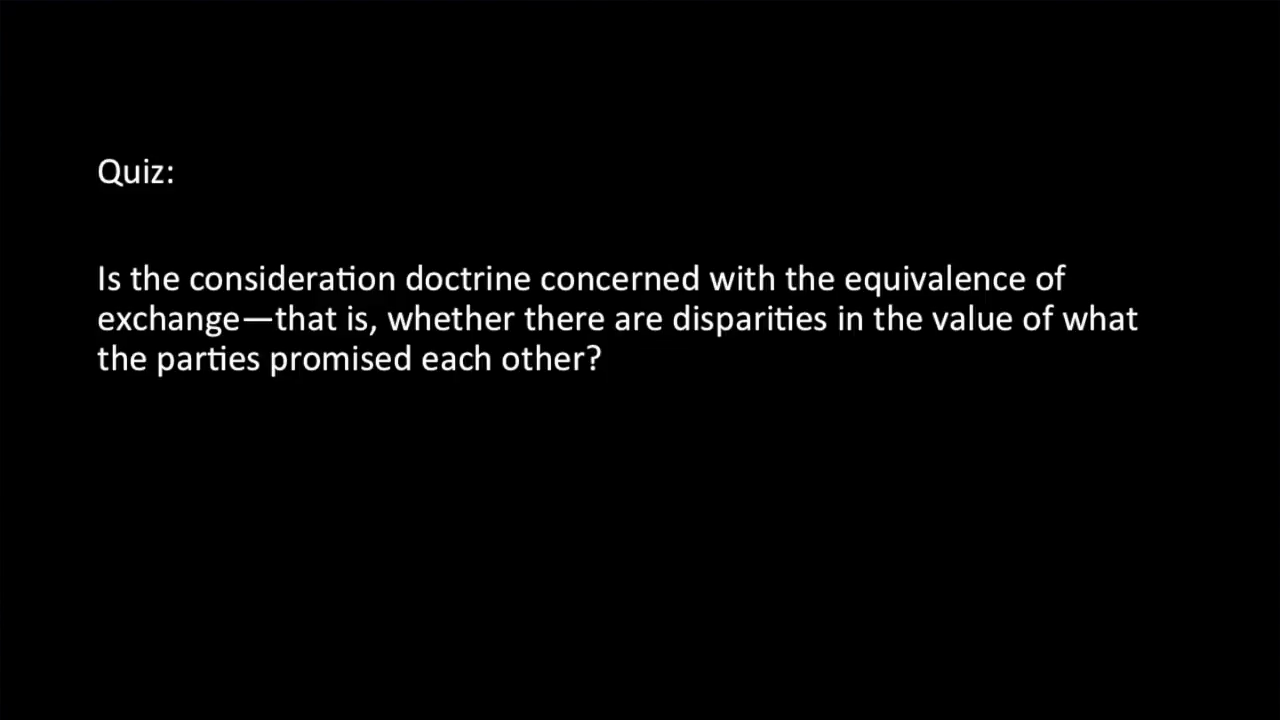 Quiz:
Is the consideration doctrine concerned with the equivalence of
exchange—that is, whether there are disparities in the value of what
the parties promised each other?